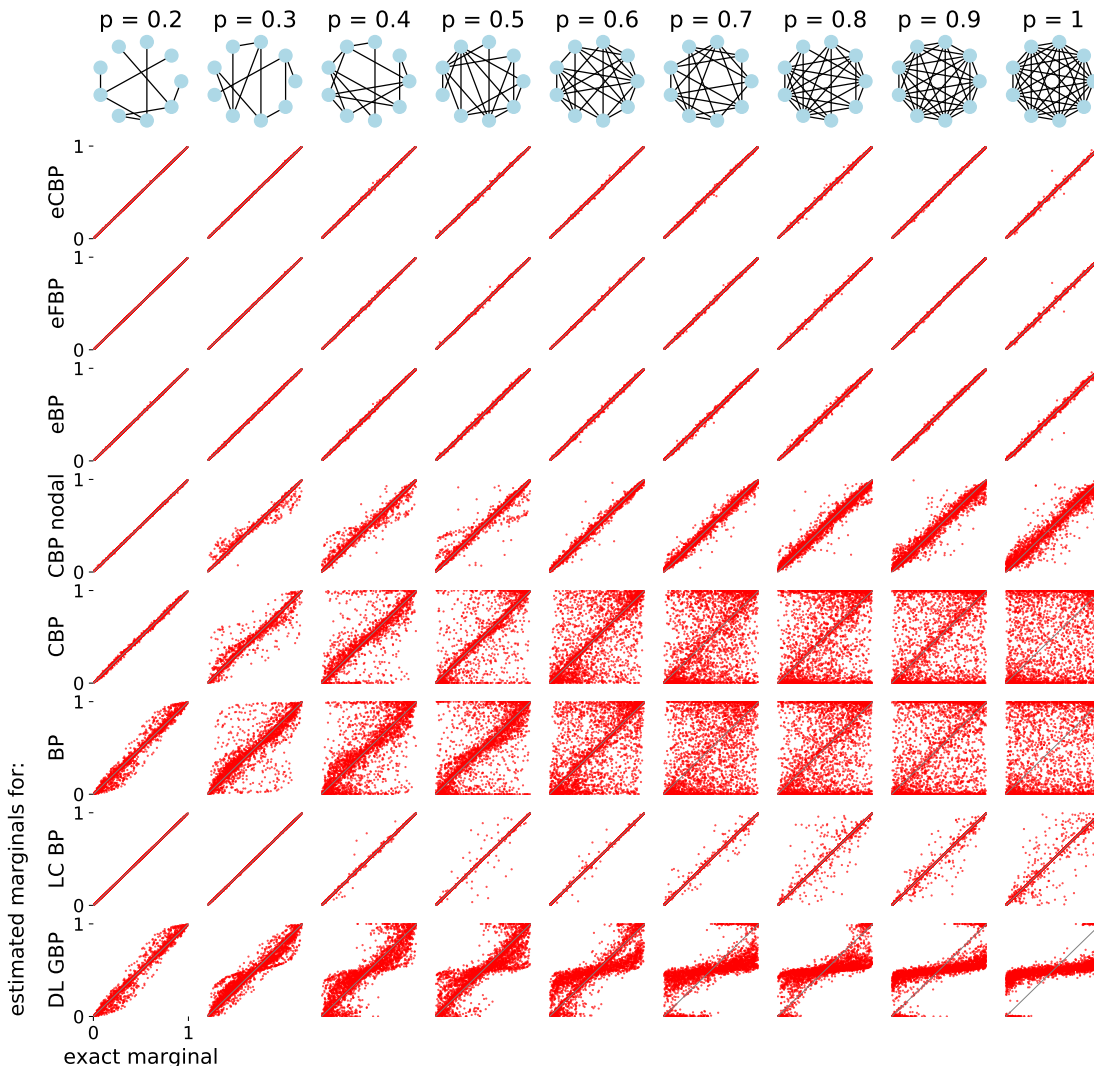 p = 0.2 p = 0.3 p = 0.4 p = 0.5 p = 0.6 p = 0.7 p = 0.8 p = 0.9 p = 1
1
eCBP
0
1
eFBP
0
1
eBP
0
1
CBP nodal
0
1
CBP
0
1
BP
0
1
LC BP
0
1
DL GBP
0
estimated marginals for:
0 1
exact marginal